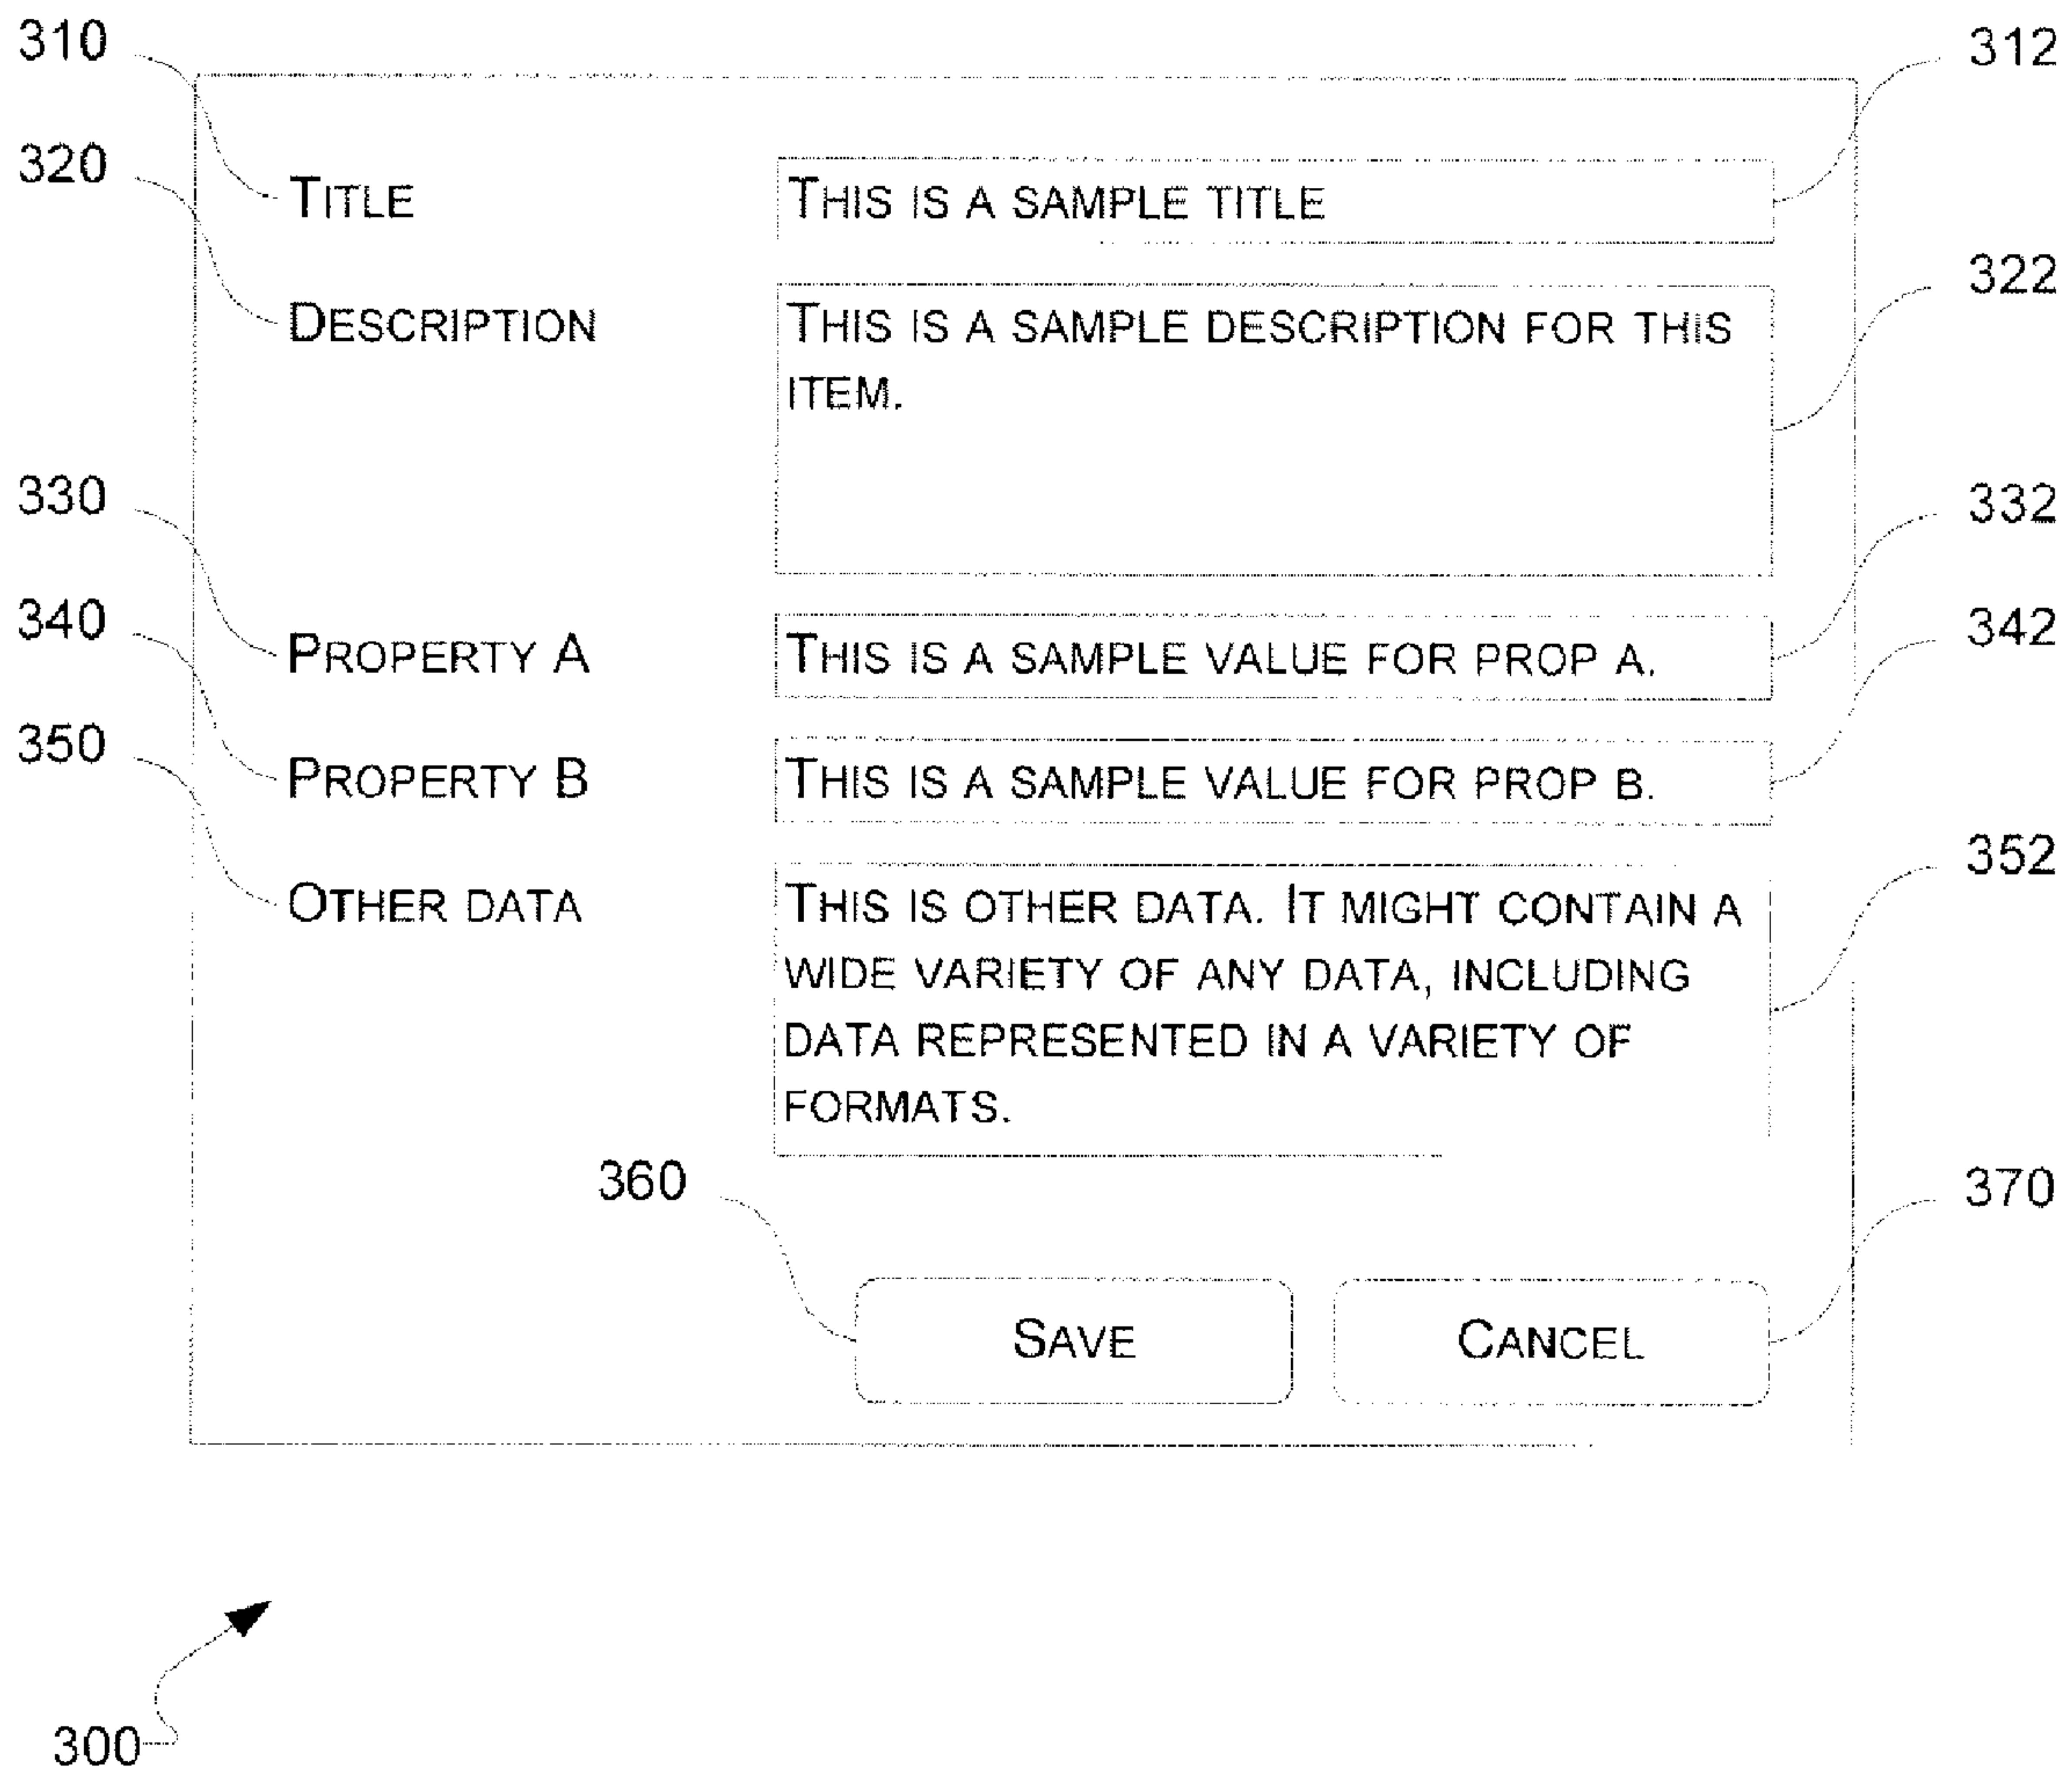 310
312
320
TITLE
THIS IS A SAMPLE TITLE
322
DESCRIPTION
THIS IS A SAMPLE DESCRIPTION FOR THIS
ITEM.
330
332
340
342
PROPERTY A
THIS IS A SAMPLE VALUE FOR PROP A.
350
PROPERTY B
THIS IS A SAMPLE VALUE FOR PROP B.
352
OTHER DATA
THIS IS OTHER DATA. IT MIGHT CONTAIN A
WIDE VARIETY OF ANY DATA, INCLUDING
DATA REPRESENTED IN A VARIETY OF
FORMATS.
360
370
SAVE
CANCEL
300